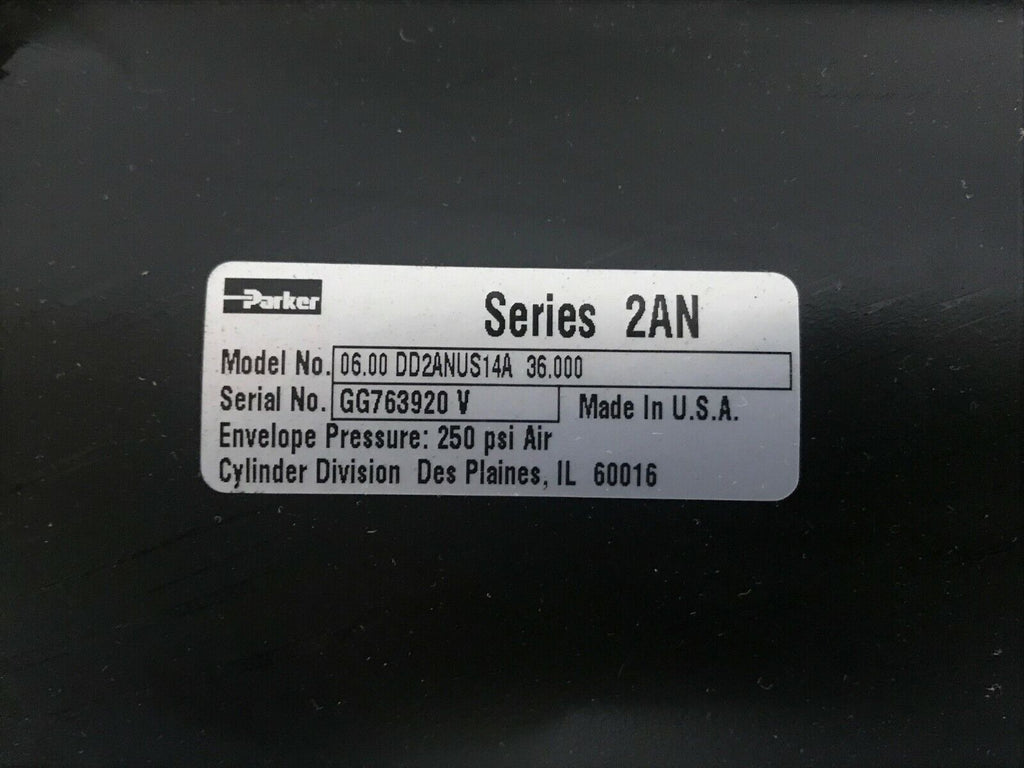 Parker
Series 2AN
Model No. 06.00 DD2ANUS14A 36.000
Serial No. GG763920 V Made In U.S.A.
Envelope Pressure: 250 psi Air
Cylinder Division Des Plaines, IL 60016